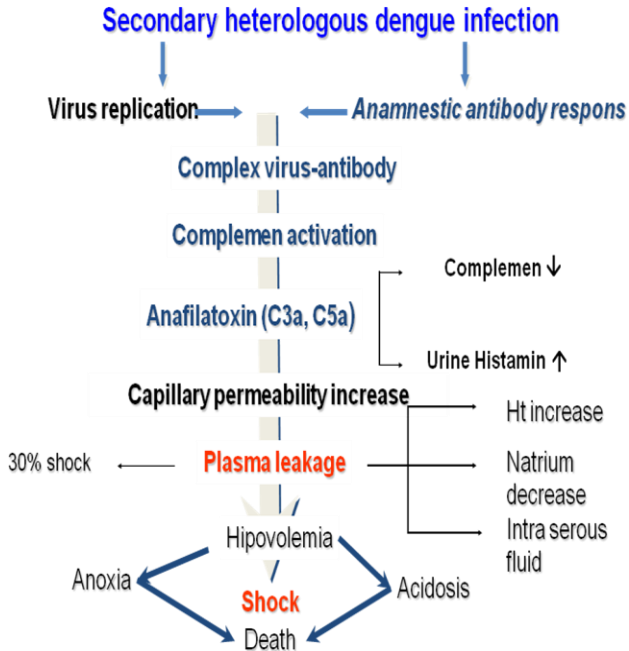 Secondary heterologous dengue infection
Virus replication
Anamnestic antibody respons
Complex virus-antibody
Complemen activation
Complemen ↓
Anafilatoxin (C3a, C5a)
Urine Histamin ↑
Capillary permeability increase
Ht increase
30% shock
Plasma leakage
Natrium
decrease
Intra serous
fluid
Hipovolemia
Anoxia
Acidosis
Shock
Death